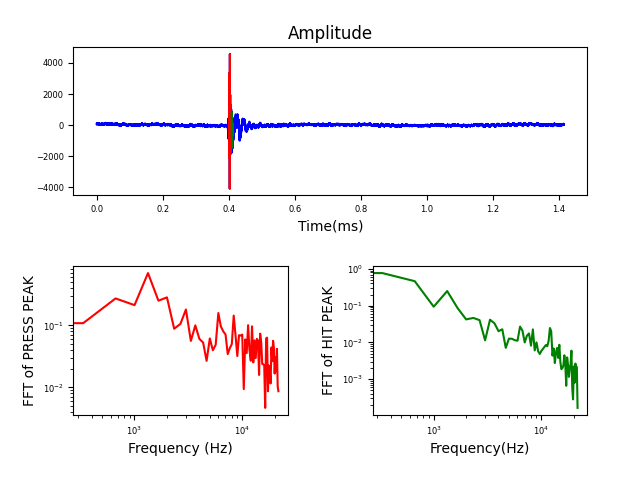 Amplitude
4000
2000
0
−2000
−4000
0.0 0.2 0.4 0.6 0.8 1.0 1.2 1.4
Time(ms)
FFT of PRESS PEAK
10⁻¹
10⁻²
10³ 10⁴
Frequency (Hz)
FFT of HIT PEAK
10⁰
10⁻¹
10⁻²
10⁻³
10³ 10⁴
Frequency(Hz)